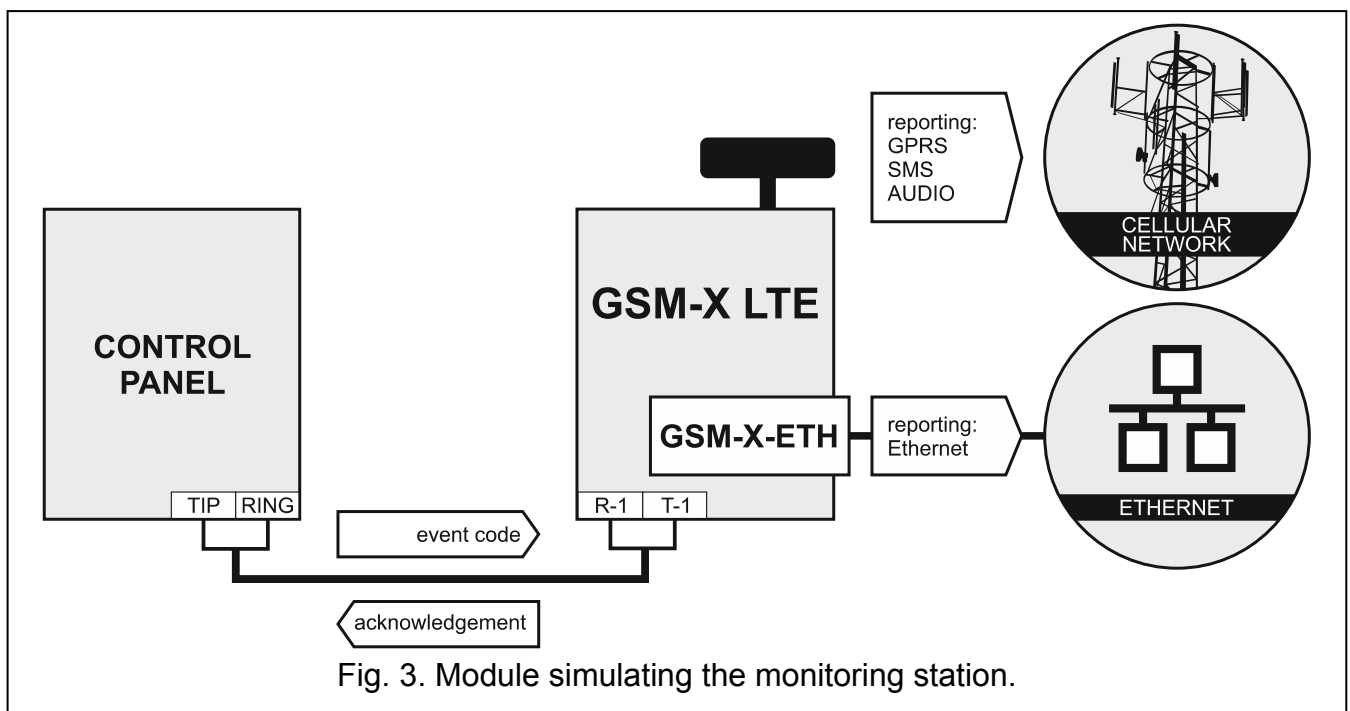 reporting:
GPRS
SMS
AUDIO
CELLULAR
NETWORK
CONTROL
PANEL
GSM-X LTE
GSM-X-ETH
reporting:
Ethernet
ETHERNET
TIP RING
R-1 T-1
event code
acknowledgement
Fig. 3. Module simulating the monitoring station.